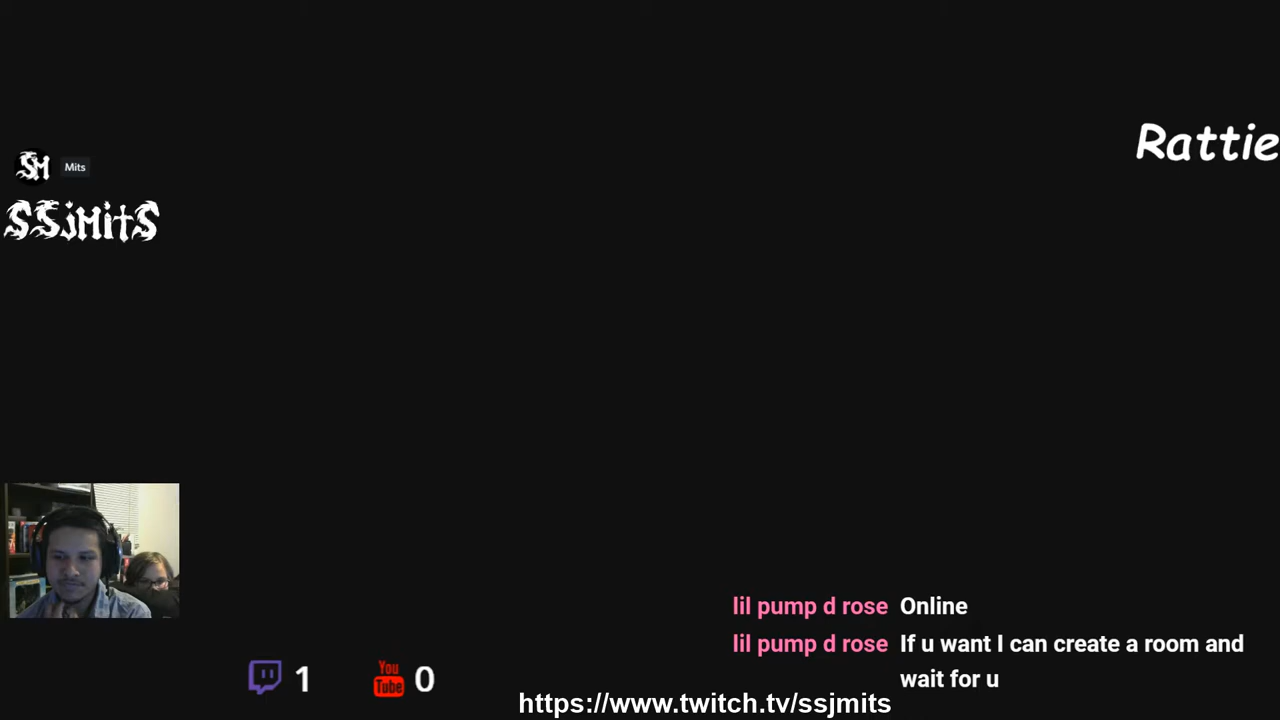 Rattie
SM
Mits
SSjMitS
lil pump d rose Online
lil pump d rose If u want I can create a room and
wait for u
1
You
Tube
0
https://www.twitch.tv/ssjmits